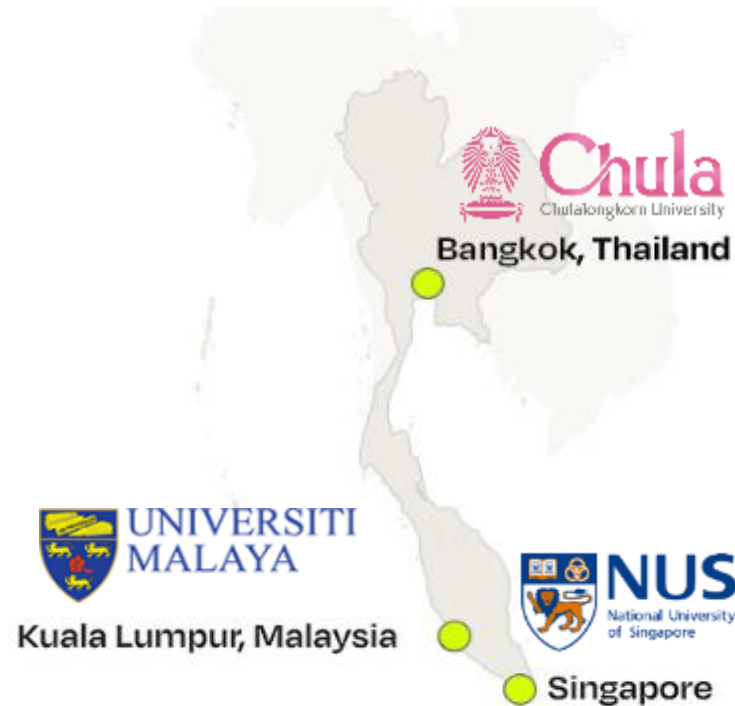 Chula
Chulalongkorn University
Bangkok, Thailand
UNIVERSITI
MALAYA
Kuala Lumpur, Malaysia
NUS
National University
of Singapore
Singapore